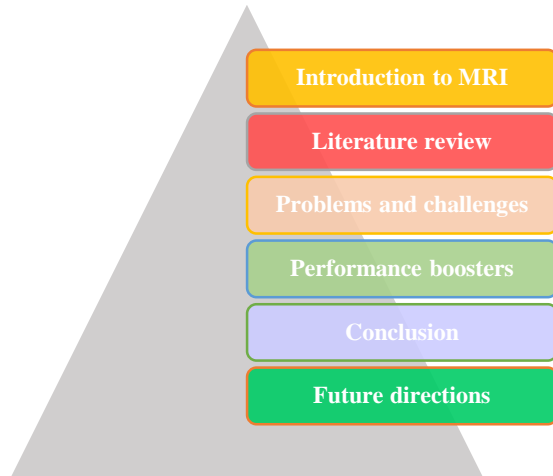 Introduction to MRI
Literature review
Problems and challenges
Performance boosters
Conclusion
Future directions